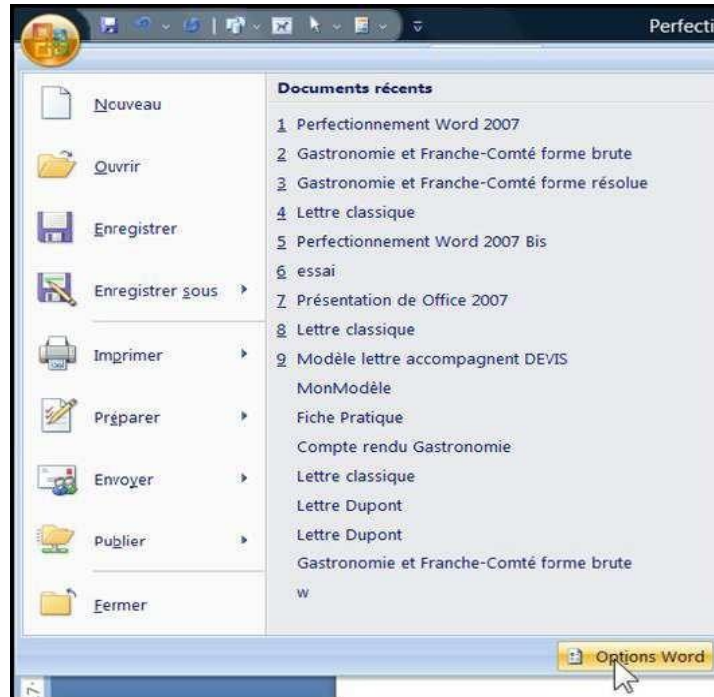 Perfecti
Nouveau
Ouvrir
Enregistrer
Enregistrer sous
Imprimer
Préparer
Envoyer
Publier
Fermer
Documents récents
1 Perfectionnement Word 2007
2 Gastronomie et Franche-Comté forme brute
3 Gastronomie et Franche-Comté forme résolue
4 Lettre classique
5 Perfectionnement Word 2007 Bis
6 essai
7 Présentation de Office 2007
8 Lettre classique
9 Modèle lettre accompagnent DEVIS
MonModèle
Fiche Pratique
Compte rendu Gastronomie
Lettre classique
Lettre Dupont
Lettre Dupont
Gastronomie et Franche-Comté forme brute
w
Options Word